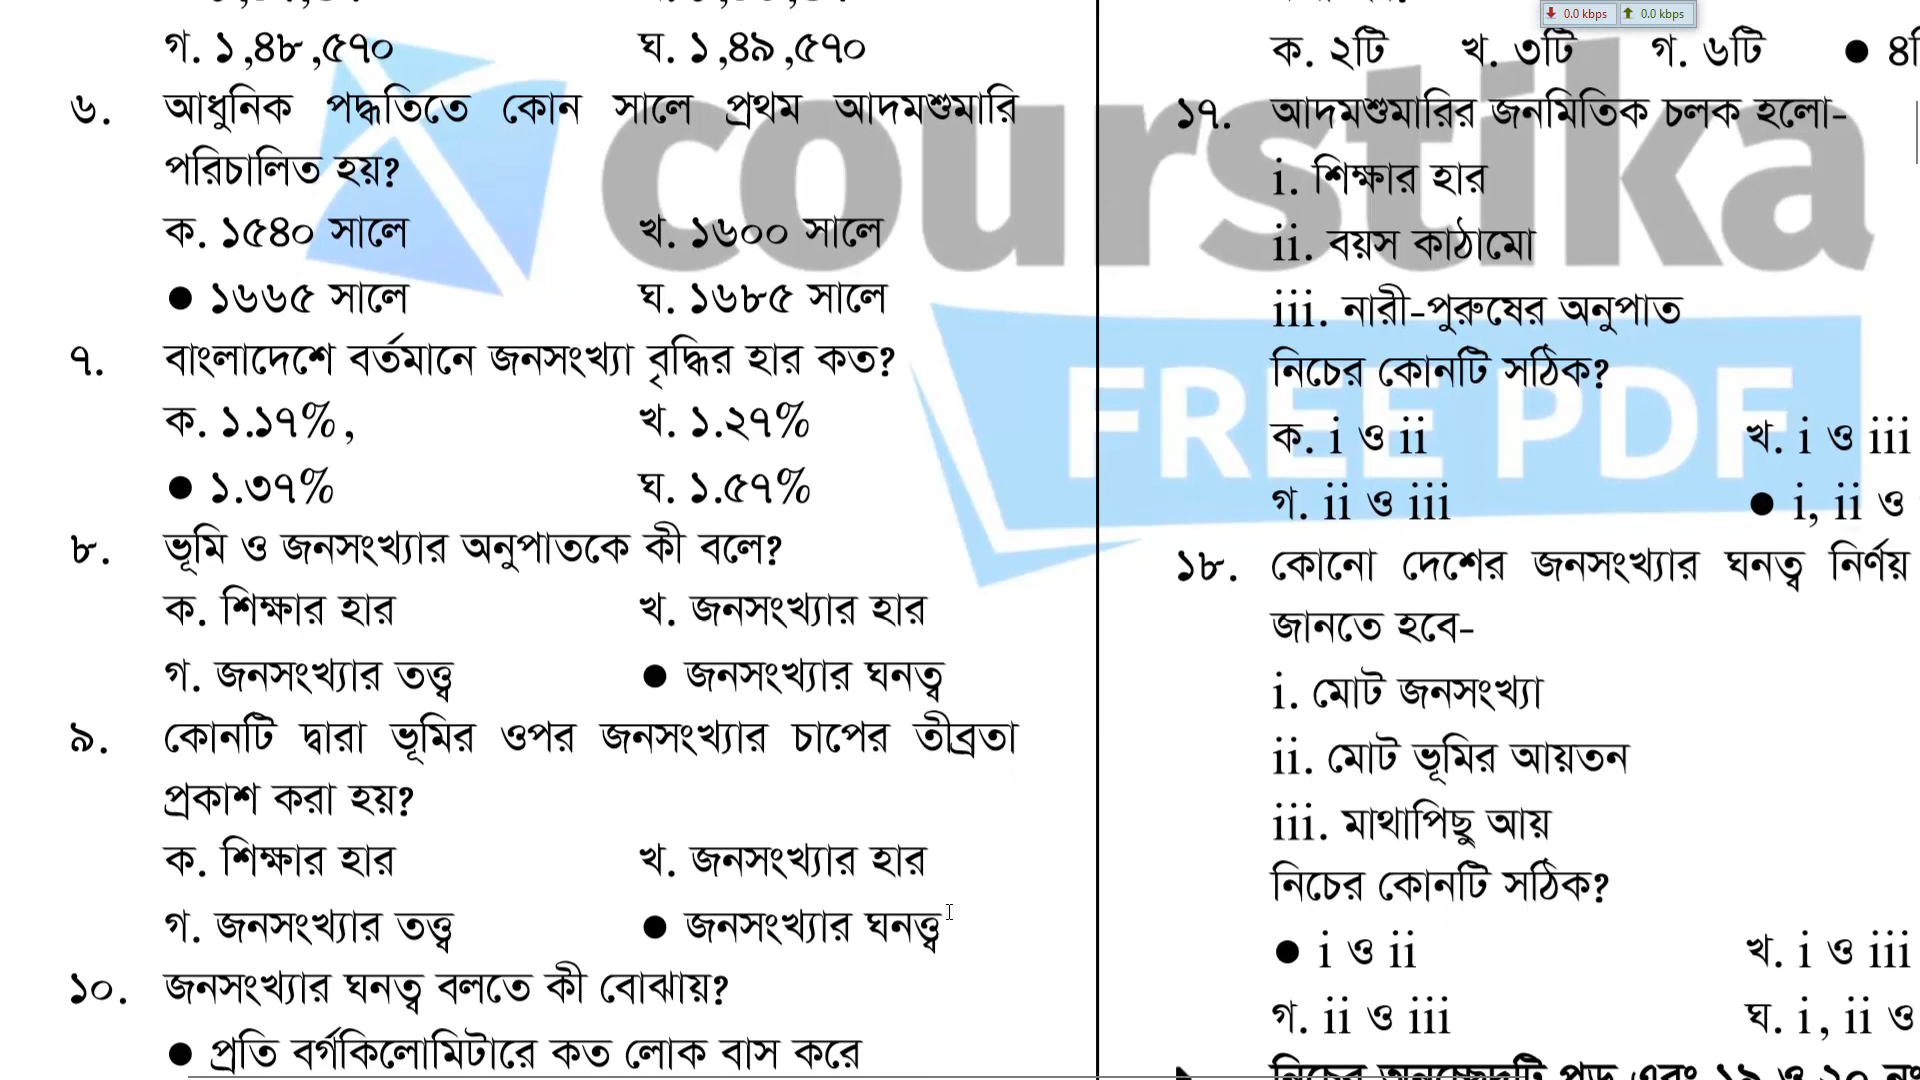 গ. ১,৪৮,৫৭০ ঘ. ১,৪৯,৫৭০
৬. আধুনিক পদ্ধতিতে কোন সালে প্রথম আদমশুমারি
পরিচালিত হয়?
ক. ১৫৪০ সালে খ. ১৬০০ সালে
● ১৬৬৫ সালে ঘ. ১৬৮৫ সালে
৭. বাংলাদেশে বর্তমানে জনসংখ্যা বৃদ্ধির হার কত?
ক. ১.১৭%, খ. ১.২৭%
● ১.৩৭% ঘ. ১.৫৭%
৮. ভূমি ও জনসংখ্যার অনুপাতকে কী বলে?
ক. শিক্ষার হার খ. জনসংখ্যার হার
গ. জনসংখ্যার তত্ত্ব ● জনসংখ্যার ঘনত্ব
৯. কোনটি দ্বারা ভূমির ওপর জনসংখ্যার চাপের তীব্রতা
প্রকাশ করা হয়?
ক. শিক্ষার হার খ. জনসংখ্যার হার
গ. জনসংখ্যার তত্ত্ব ● জনসংখ্যার ঘনত্ত্ব
১০. জনসংখ্যার ঘনত্ব বলতে কী বোঝায়?
● প্রতি বর্গকিলোমিটারে কত লোক বাস করে
0.0 kbps 0.0 kbps
ক. ২টি খ. ৩টি গ. ৬টি ●
১৭. আদমশুমারির জনমিতিক চলক হলো-
i. শিক্ষার হার
ii. বয়স কাঠামো
iii. নারী-পুরুষের অনুপাত
নিচের কোনটি সঠিক?
ক. i ও ii খ. i ও iii
গ. ii ও iii ● i, ii ও
১৮. কোনো দেশের জনসংখ্যার ঘনত্ব নির্ণয়
জানতে হবে-
i. মোট জনসংখ্যা
ii. মোট ভূমির আয়তন
iii. মাথাপিছু আয়
নিচের কোনটি সঠিক?
● i ও ii খ. i ও iii
গ. ii ও iii ঘ. i, ii ও
courstika
FREE PDF